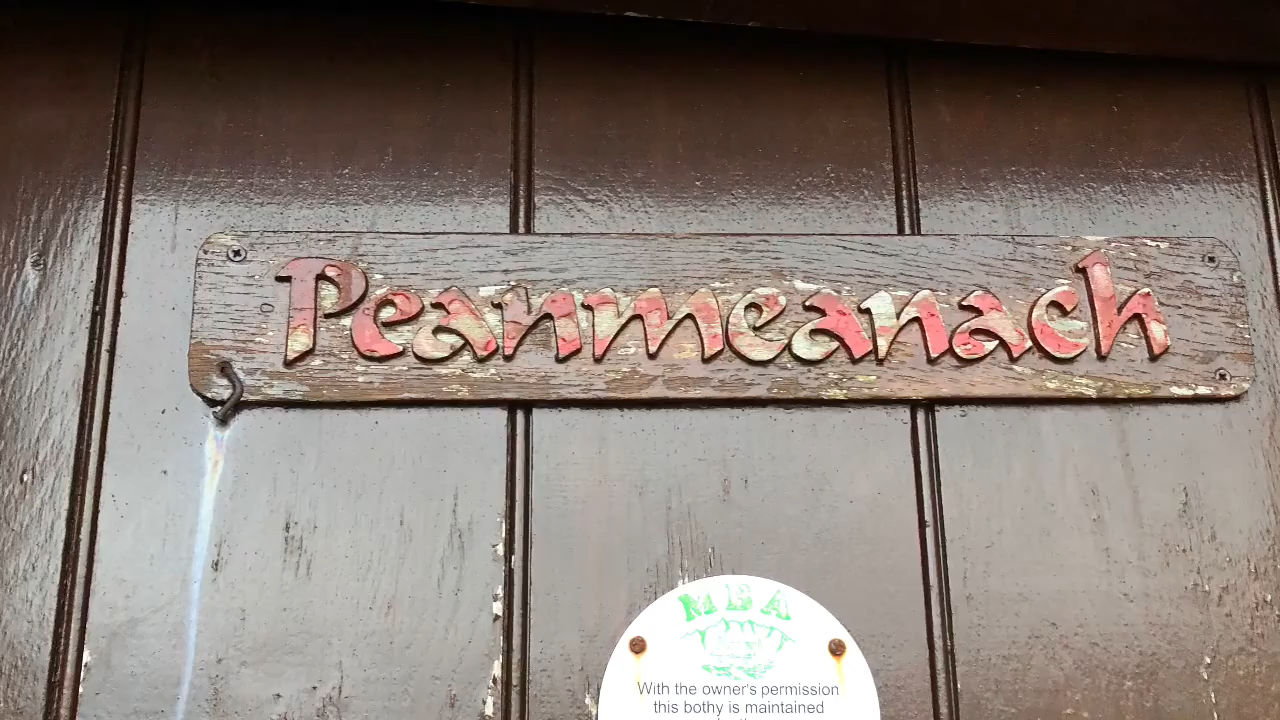 Peanmeanach
MBA
With the owner's permission
this bothy is maintained